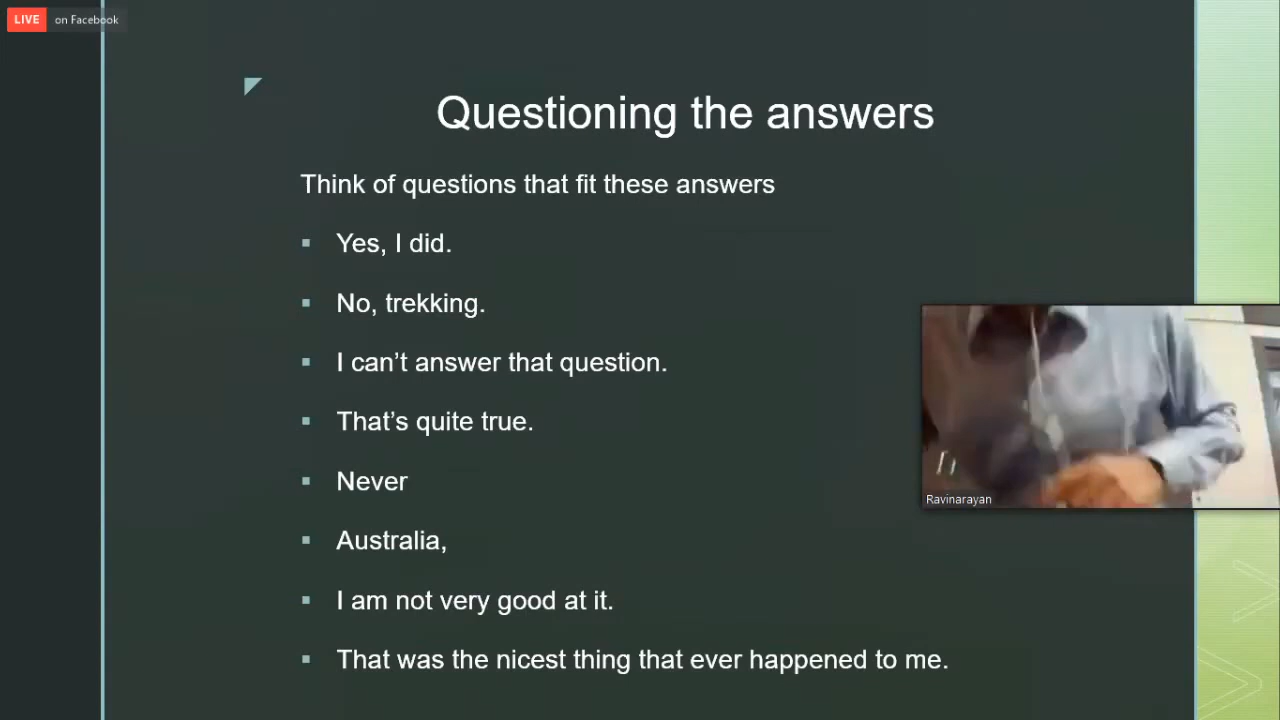 LIVE on Facebook
Questioning the answers
Think of questions that fit these answers
▪ Yes, I did.
▪ No, trekking.
▪ I can’t answer that question.
▪ That’s quite true.
▪ Never
▪ Australia,
▪ I am not very good at it.
▪ That was the nicest thing that ever happened to me.
Ravinarayan